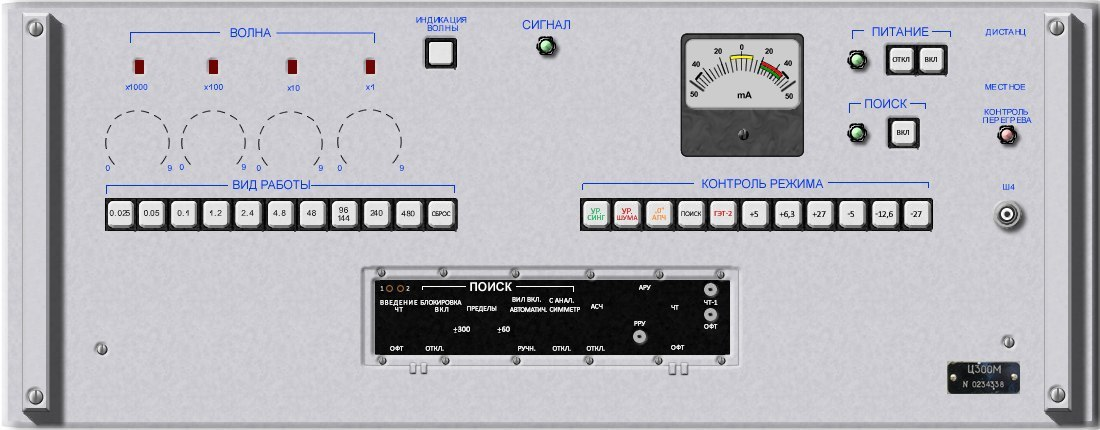 ВОЛНА
ИНДИКАЦИЯ
ВОЛНЫ
СИГНАЛ
ПИТАНИЕ
ДИСТАНЦ
ОТКЛ ВКЛ
x1000 x100 x10 x1
50 40 20 0 20 40 50
mA
МЕСТНОЕ
ПОИСК
ВКЛ
КОНТРОЛЬ
ПЕРЕГРЕВА
0 9 0 9 0 9 0 9
ВИД РАБОТЫ
КОНТРОЛЬ РЕЖИМА
Ш4
0.025 0.05 0.1 1.2 2.4 4.8 48 96 144 240 480 СБРОС
УР. СИНГ УР. ШУМА „0" АПЧ ПОИСК ГЭТ-2 +5 +6,3 +27 -5 -12,6 -27
1 2
ПОИСК
АРУ
ВВЕДЕНИЕ
ЧТ
БЛОКИРОВКА
ВКЛ
ПРЕДЕЛЫ
ВИЛ ВКЛ.
АВТОМАТИЧ.
С АНАЛ.
СИММЕТР
АСЧ
ЧТ
ЧТ-1
±300 ±60
РРУ
ОФТ
ОФТ ОТКЛ. РУЧН. ОТКЛ. ОТКЛ. ОФТ
Ц300М
N 0234338